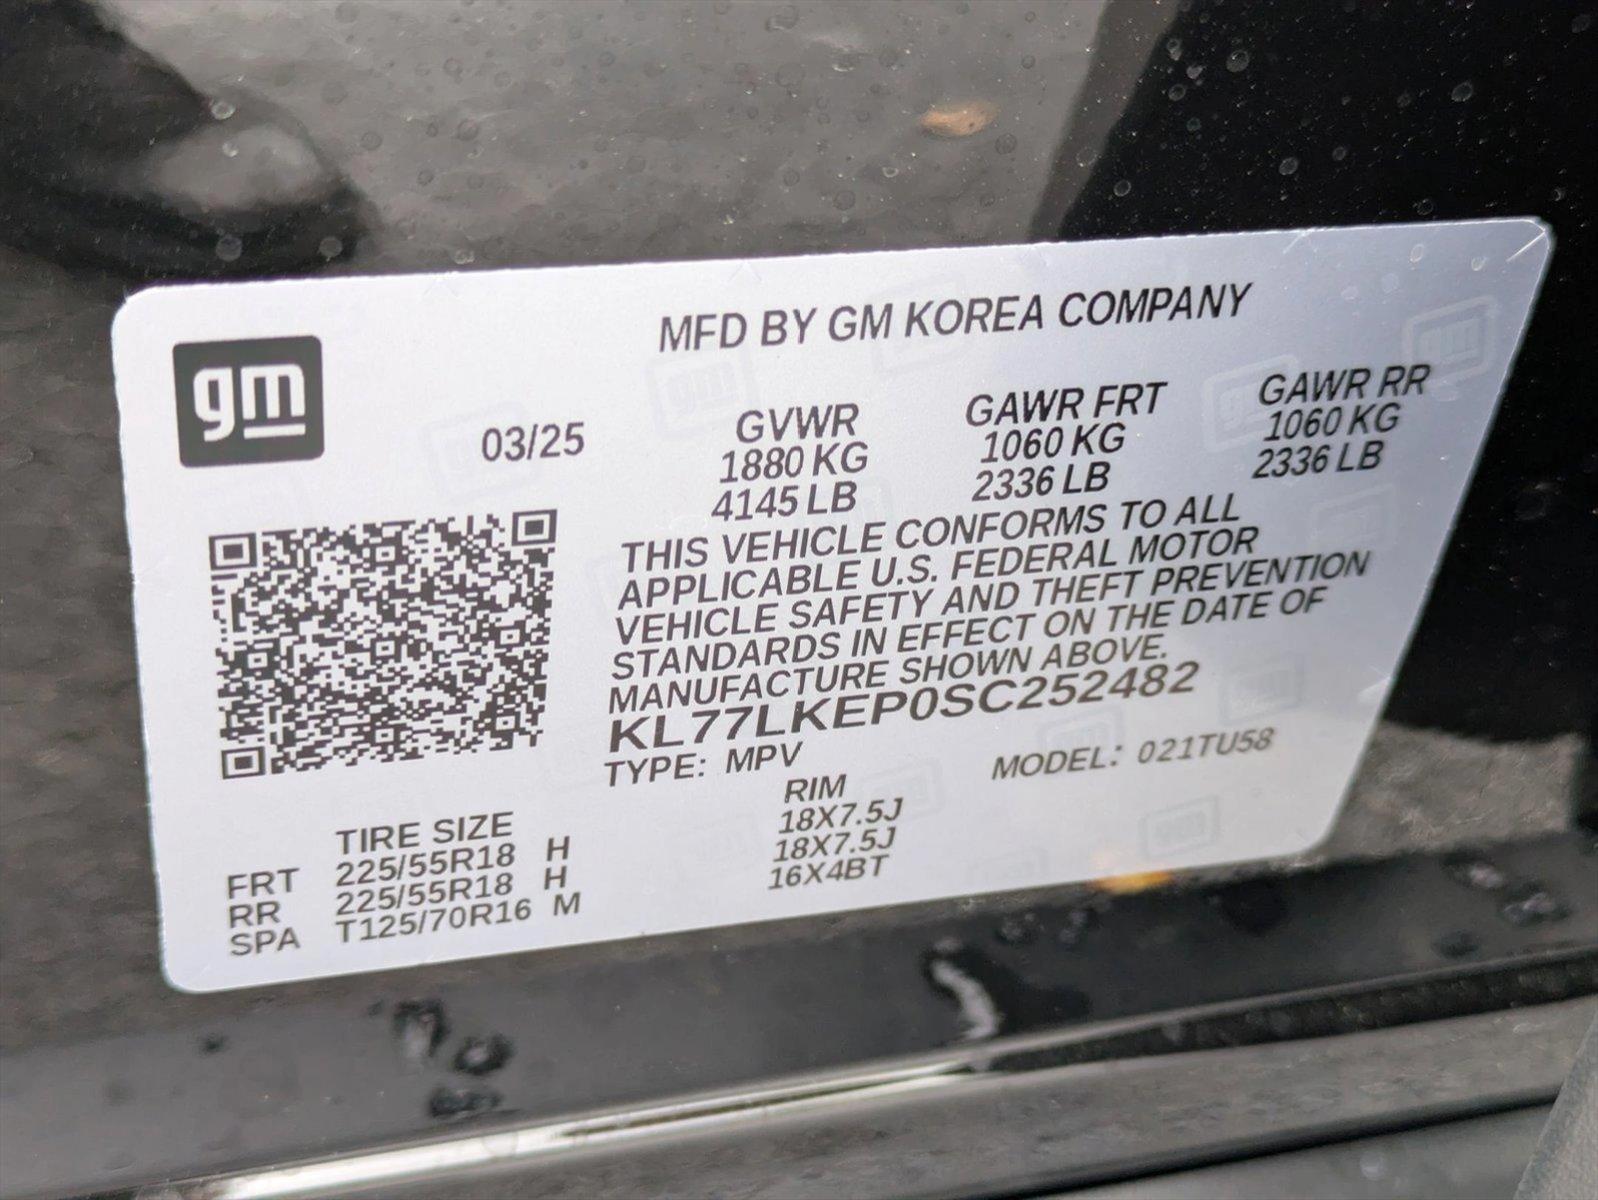 MFD BY GM KOREA COMPANY
gm
03/25
GVWR GAWR FRT GAWR RR
1880 KG 1060 KG 1060 KG
4145 LB 2336 LB 2336 LB
THIS VEHICLE CONFORMS TO ALL
APPLICABLE U.S. FEDERAL MOTOR
VEHICLE SAFETY AND THEFT PREVENTION
STANDARDS IN EFFECT ON THE DATE OF
MANUFACTURE SHOWN ABOVE.
KL77LKEP0SC252482
TYPE: MPV MODEL: 021TU58
TIRE SIZE RIM
FRT 225/55R18 H 18X7.5J
RR 225/55R18 H 18X7.5J
SPA T125/70R16 M 16X4BT